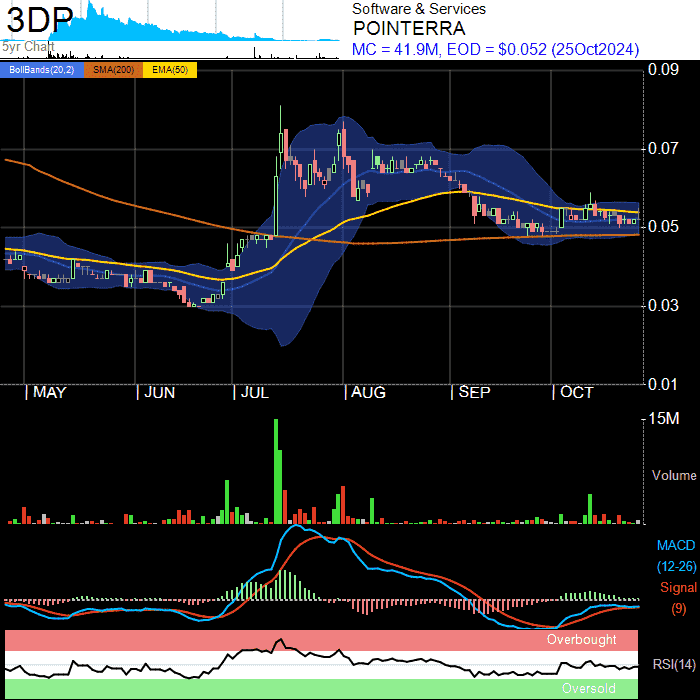 3DP
5yr Chart
Software & Services
POINTERRA
MC = 41.9M, EOD = $0.052 (25Oct2024)
BollBands(20,2) SMA(200) EMA(50)
0.09
0.07
0.05
0.03
0.01
MAY JUN JUL AUG SEP OCT
15M
Volume
MACD
(12-26)
Signal
(9)
Overbought
RSI(14)
Oversold